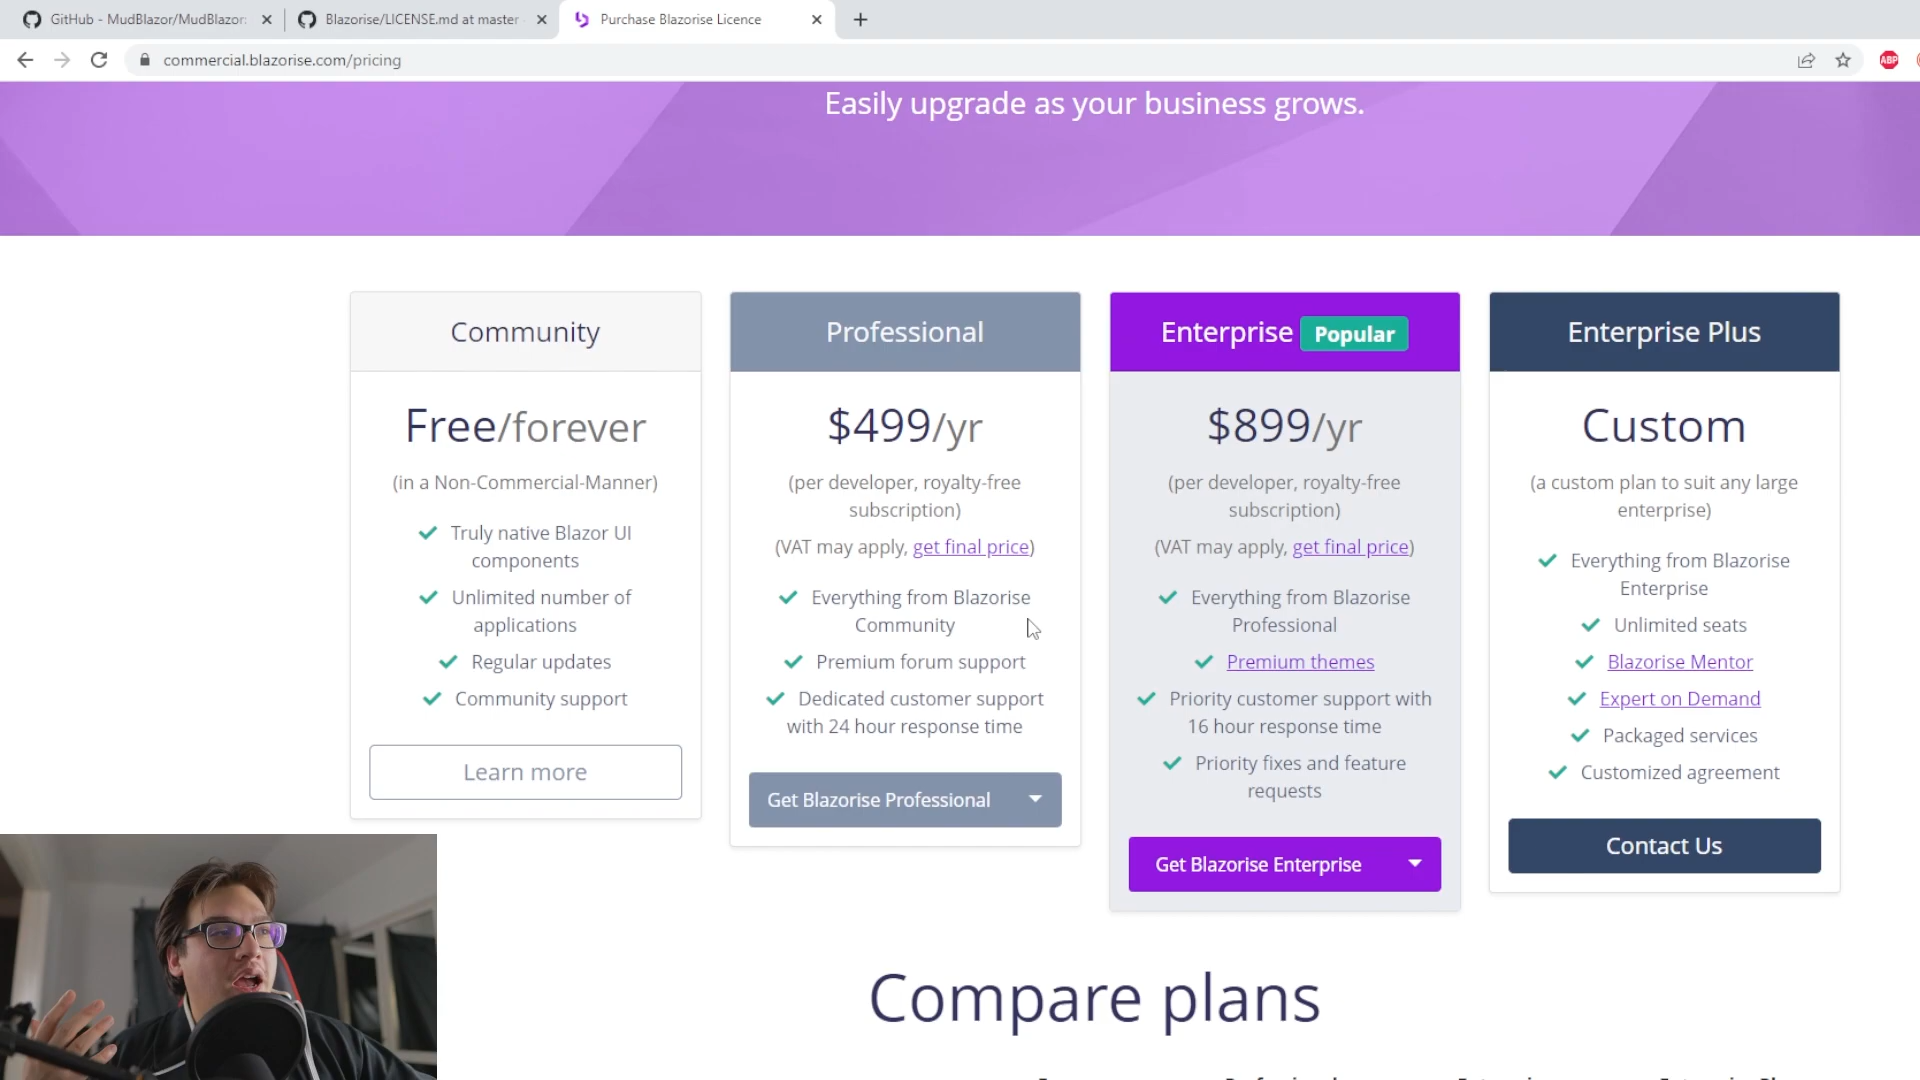 GitHub - MudBlazor/MudBlazor:
Blazorise/LICENSE.md at master
Purchase Blazorise Licence
commercial.blazorise.com/pricing
ABP
Easily upgrade as your business grows.
Community
Free/forever
(in a Non-Commercial-Manner)
Truly native Blazor UI
components
Unlimited number of
applications
Regular updates
Community support
Learn more
Professional
$499/yr
(per developer, royalty-free
subscription)
(VAT may apply, get final price)
Everything from Blazorise
Community
Premium forum support
Dedicated customer support
with 24 hour response time
Get Blazorise Professional
Enterprise Popular
$899/yr
(per developer, royalty-free
subscription)
(VAT may apply, get final price)
Everything from Blazorise
Professional
Premium themes
Priority customer support with
16 hour response time
Priority fixes and feature
requests
Get Blazorise Enterprise
Enterprise Plus
Custom
(a custom plan to suit any large
enterprise)
Everything from Blazorise
Enterprise
Unlimited seats
Blazorise Mentor
Expert on Demand
Packaged services
Customized agreement
Contact Us
Compare plans